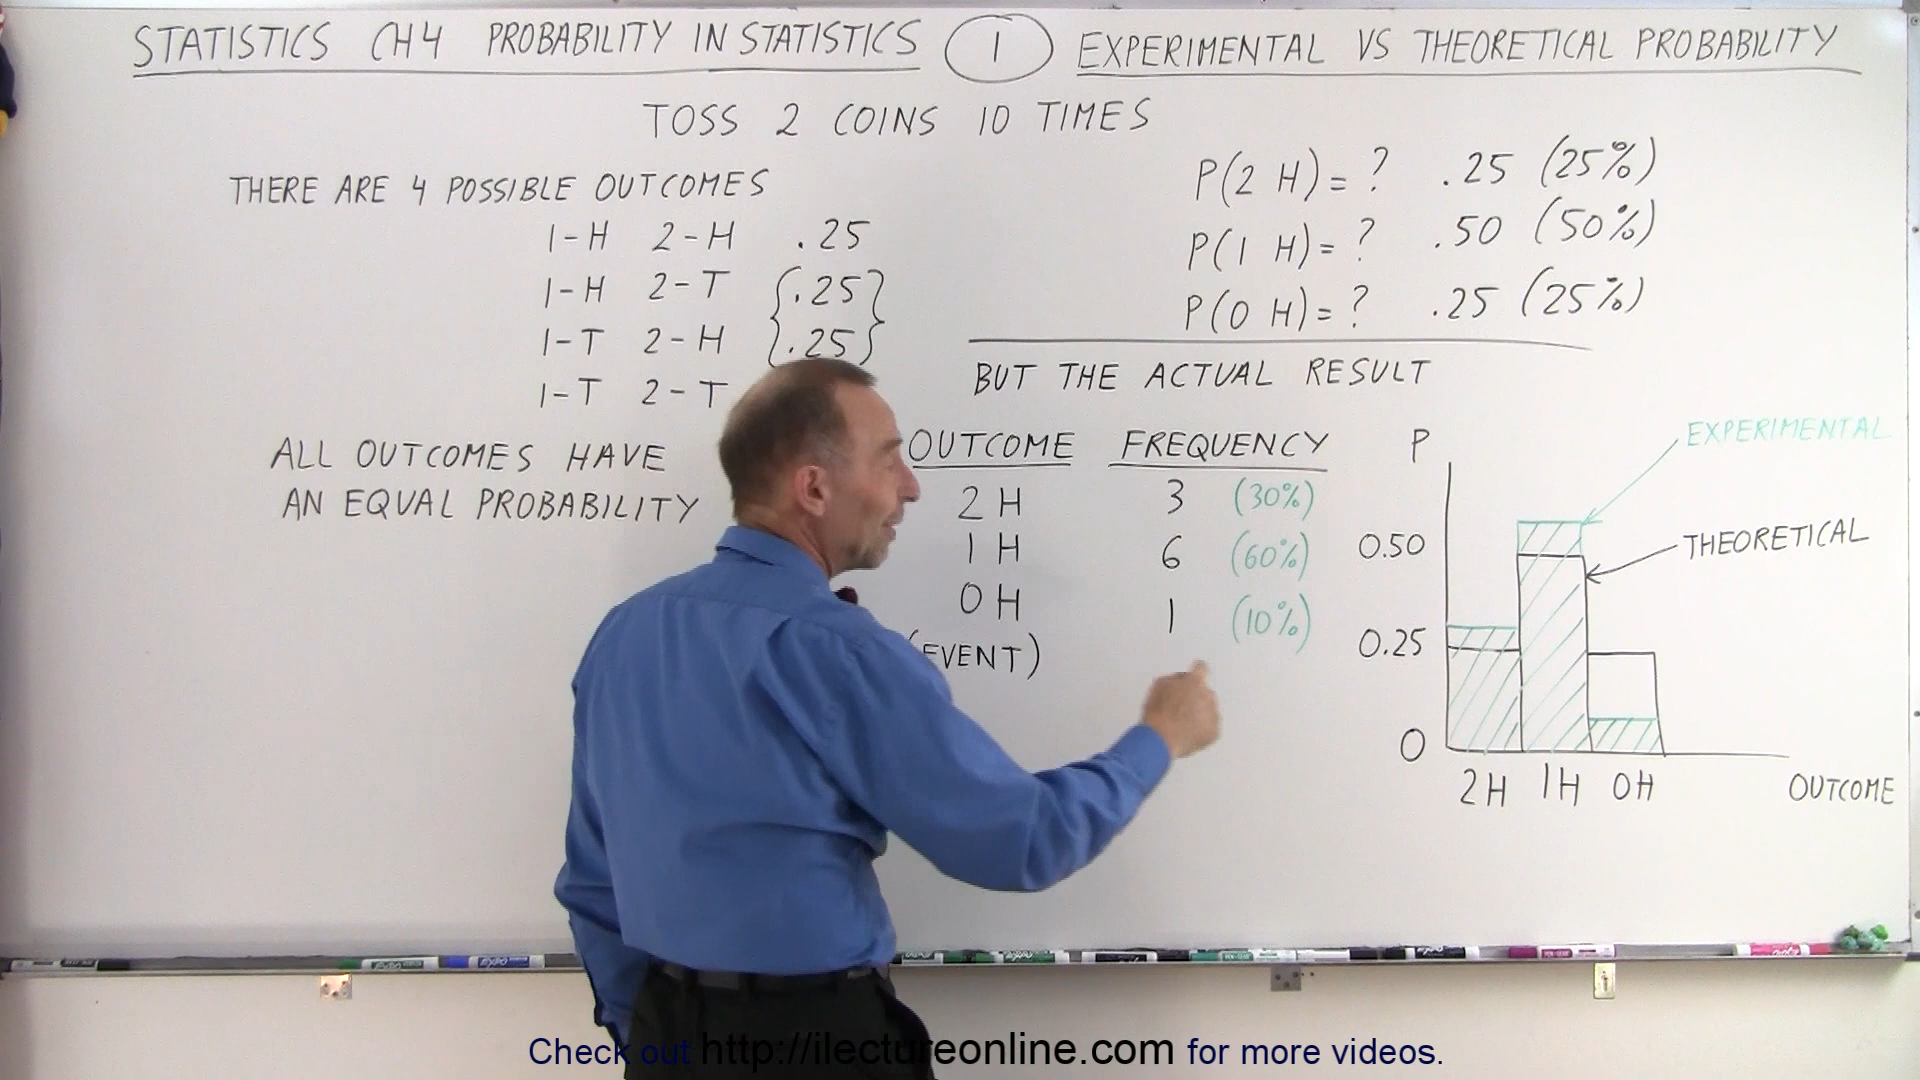 STATISTICS CH4 PROBABILITY IN STATISTICS 1 EXPERIMENTAL VS THEORETICAL PROBABILITY
TOSS 2 COINS 10 TIMES
THERE ARE 4 POSSIBLE OUTCOMES
1-H 2-H .25
1-H 2-T {.25}
1-T 2-H {.25}
1-T 2-T
ALL OUTCOMES HAVE
AN EQUAL PROBABILITY
P(2 H)= ? .25 (25%)
P(1 H)= ? .50 (50%)
P(0 H)= ? .25 (25%)
BUT THE ACTUAL RESULT
OUTCOME FREQUENCY
2 H 3 (30%)
1 H 6 (60%)
0 H 1 (10%)
(EVENT)
P
EXPERIMENTAL
THEORETICAL
0.50
0.25
0
2H 1H 0H OUTCOME
Check out http://ilectureonline.com for more videos.